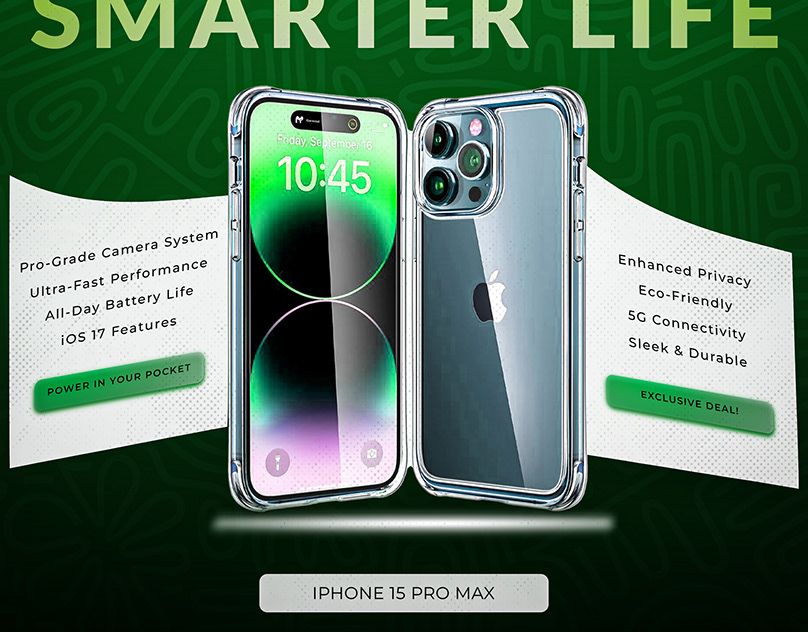 SMARTER LIFE
Friday, September 16
10:45
Pro-Grade Camera System
Ultra-Fast Performance
All-Day Battery Life
iOS 17 Features
POWER IN YOUR POCKET
Enhanced Privacy
Eco-Friendly
5G Connectivity
Sleek & Durable
EXCLUSIVE DEAL!
IPHONE 15 PRO MAX